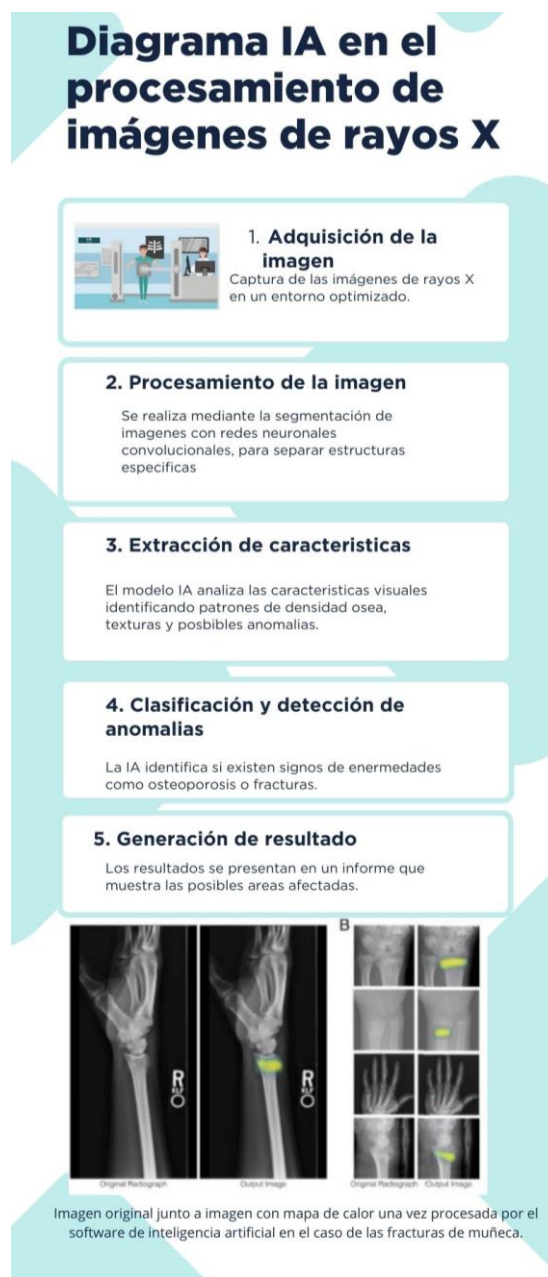 Diagrama IA en el
procesamiento de
imágenes de rayos X
1. Adquisición de la
imagen
Captura de las imágenes de rayos X
en un entorno optimizado.
2. Procesamiento de la imagen
Se realiza mediante la segmentación de
imagenes con redes neuronales
convolucionales, para separar estructuras
especificas
3. Extracción de caracteristicas
El modelo IA analiza las caracteristicas visuales
identificando patrones de densidad osea,
texturas y posbibles anomalias.
4. Clasificación y detección de
anomalias
La IA identifica si existen signos de enermedades
como osteoporosis o fracturas.
5. Generación de resultado
Los resultados se presentan en un informe que
muestra las posibles areas afectadas.
B
R
R
Original Radiograph Output Image Original Radiograph Output Image
Imagen original junto a imagen con mapa de calor una vez procesada por el
software de inteligencia artificial en el caso de las fracturas de muñeca.